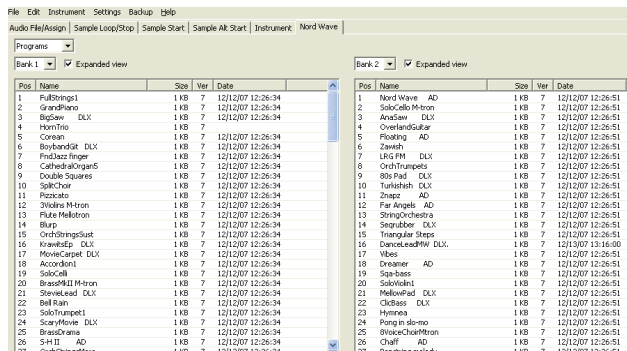 File Edit Instrument Settings Backup Help
Audio File/Assign Sample Loop/Stop Sample Start Sample Alt Start Instrument Nord Wave
Programs
Bank 1 Expanded view
Pos Name Size Ver Date
1 FullStrings1 1 KB 7 12/12/07 12:26:34
2 GrandPiano 1 KB 7 12/12/07 12:26:34
3 BigSaw DLX 1 KB 7 12/12/07 12:26:34
4 HornTrio 1 KB 7
5 Corean 1 KB 7 12/12/07 12:26:34
6 BoybandGit DLX 1 KB 7 12/12/07 12:26:34
7 FndJazz finger 1 KB 7 12/12/07 12:26:34
8 CathedralOrgan5 1 KB 7 12/12/07 12:26:34
9 Double Squares 1 KB 7 12/12/07 12:26:34
10 SplitChoir 1 KB 7 12/12/07 12:26:34
11 Pizzicato 1 KB 7 12/12/07 12:26:34
12 3Violins M-tron 1 KB 7 12/12/07 12:26:34
13 Flute Mellotron 1 KB 7 12/12/07 12:26:34
14 Blurp 1 KB 7 12/12/07 12:26:34
15 OrchStringsSust 1 KB 7 12/12/07 12:26:34
16 KrawitsEp DLX 1 KB 7 12/12/07 12:26:34
17 MovieCarpet DLX 1 KB 7 12/12/07 12:26:34
18 Accordion1 1 KB 7 12/12/07 12:26:34
19 SoloCelli 1 KB 7 12/12/07 12:26:34
20 BrassMkII M-tron 1 KB 7 12/12/07 12:26:34
21 StevieLead DLX 1 KB 7 12/12/07 12:26:34
22 Bell Rain 1 KB 7 12/12/07 12:26:34
23 SoloTrumpet1 1 KB 7 12/12/07 12:26:34
24 ScaryMovie DLX 1 KB 7 12/12/07 12:26:34
25 BrassDrama 1 KB 7 12/12/07 12:26:34
26 S-H II AD 1 KB 7 12/12/07 12:26:34
Bank 2 Expanded view
Pos Name Size Ver Date
1 Nord Wave AD 1 KB 7 12/12/07 12:26:51
2 SoloCello M-tron 1 KB 7 12/12/07 12:26:51
3 AnaSaw DLX 1 KB 7 12/12/07 12:26:51
4 OverlandGuitar 1 KB 7 12/12/07 12:26:51
5 Floating AD 1 KB 7 12/12/07 12:26:51
6 Zawish 1 KB 7 12/12/07 12:26:51
7 LRG FM DLX 1 KB 7 12/12/07 12:26:51
8 OrchTrumpets 1 KB 7 12/12/07 12:26:51
9 80s Pad DLX 1 KB 7 12/12/07 12:26:51
10 Turkishish DLX 1 KB 7 12/12/07 12:26:51
11 Znapz AD 1 KB 7 12/12/07 12:26:51
12 Far Angels AD 1 KB 7 12/12/07 12:26:51
13 StringOrchestra 1 KB 7 12/12/07 12:26:51
14 Seqrubber DLX 1 KB 7 12/12/07 12:26:51
15 Triangular Steps 1 KB 7 12/12/07 12:26:51
16 DanceLeadMW DLX. 1 KB 7 12/13/07 13:16:00
17 Vibes 1 KB 7 12/12/07 12:26:51
18 Dreamer AD 1 KB 7 12/12/07 12:26:51
19 Sqa-bass 1 KB 7 12/12/07 12:26:51
20 SoloViolin1 1 KB 7 12/12/07 12:26:51
21 MellowPad DLX 1 KB 7 12/12/07 12:26:51
22 ClicBass DLX 1 KB 7 12/12/07 12:26:51
23 Hymnea 1 KB 7 12/12/07 12:26:51
24 Pong in slo-mo 1 KB 7 12/12/07 12:26:51
25 8VoiceChoirMtron 1 KB 7 12/12/07 12:26:51
26 Chaff AD 1 KB 7 12/12/07 12:26:51